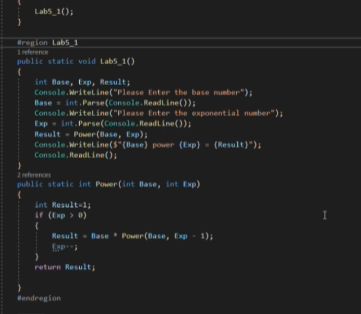 {
Lab5_1();
}
#region Lab5_1
1 reference
public static void Lab5_1()
{
int Base, Exp, Result;
Console.WriteLine("Please Enter the base number");
Base = int.Parse(Console.ReadLine());
Console.WriteLine("Please Enter the exponential number");
Exp = int.Parse(Console.ReadLine());
Result = Power(Base, Exp);
Console.WriteLine($"{Base} power {Exp} = {Result}");
Console.ReadLine();
}
2 references
public static int Power(int Base, int Exp)
{
int Result=1;
if (Exp > 0)
{
Result = Base * Power(Base, Exp - 1);
Exp--;
}
return Result;
}
#endregion